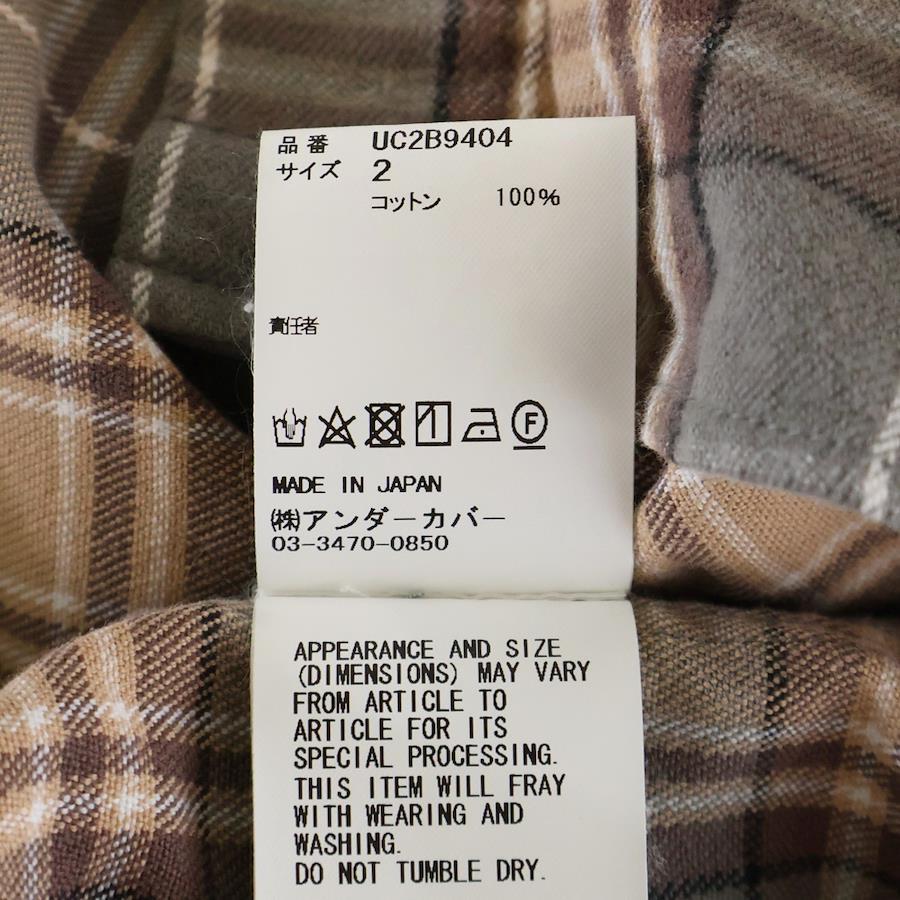 品番 UC2B9404
サイズ 2
コットン 100%
責任者
F
MADE IN JAPAN
㈱アンダーカバー
03-3470-0850
APPEARANCE AND SIZE
(DIMENSIONS) MAY VARY
FROM ARTICLE TO
ARTICLE FOR ITS
SPECIAL PROCESSING.
THIS ITEM WILL FRAY
WITH WEARING AND
WASHING.
DO NOT TUMBLE DRY.